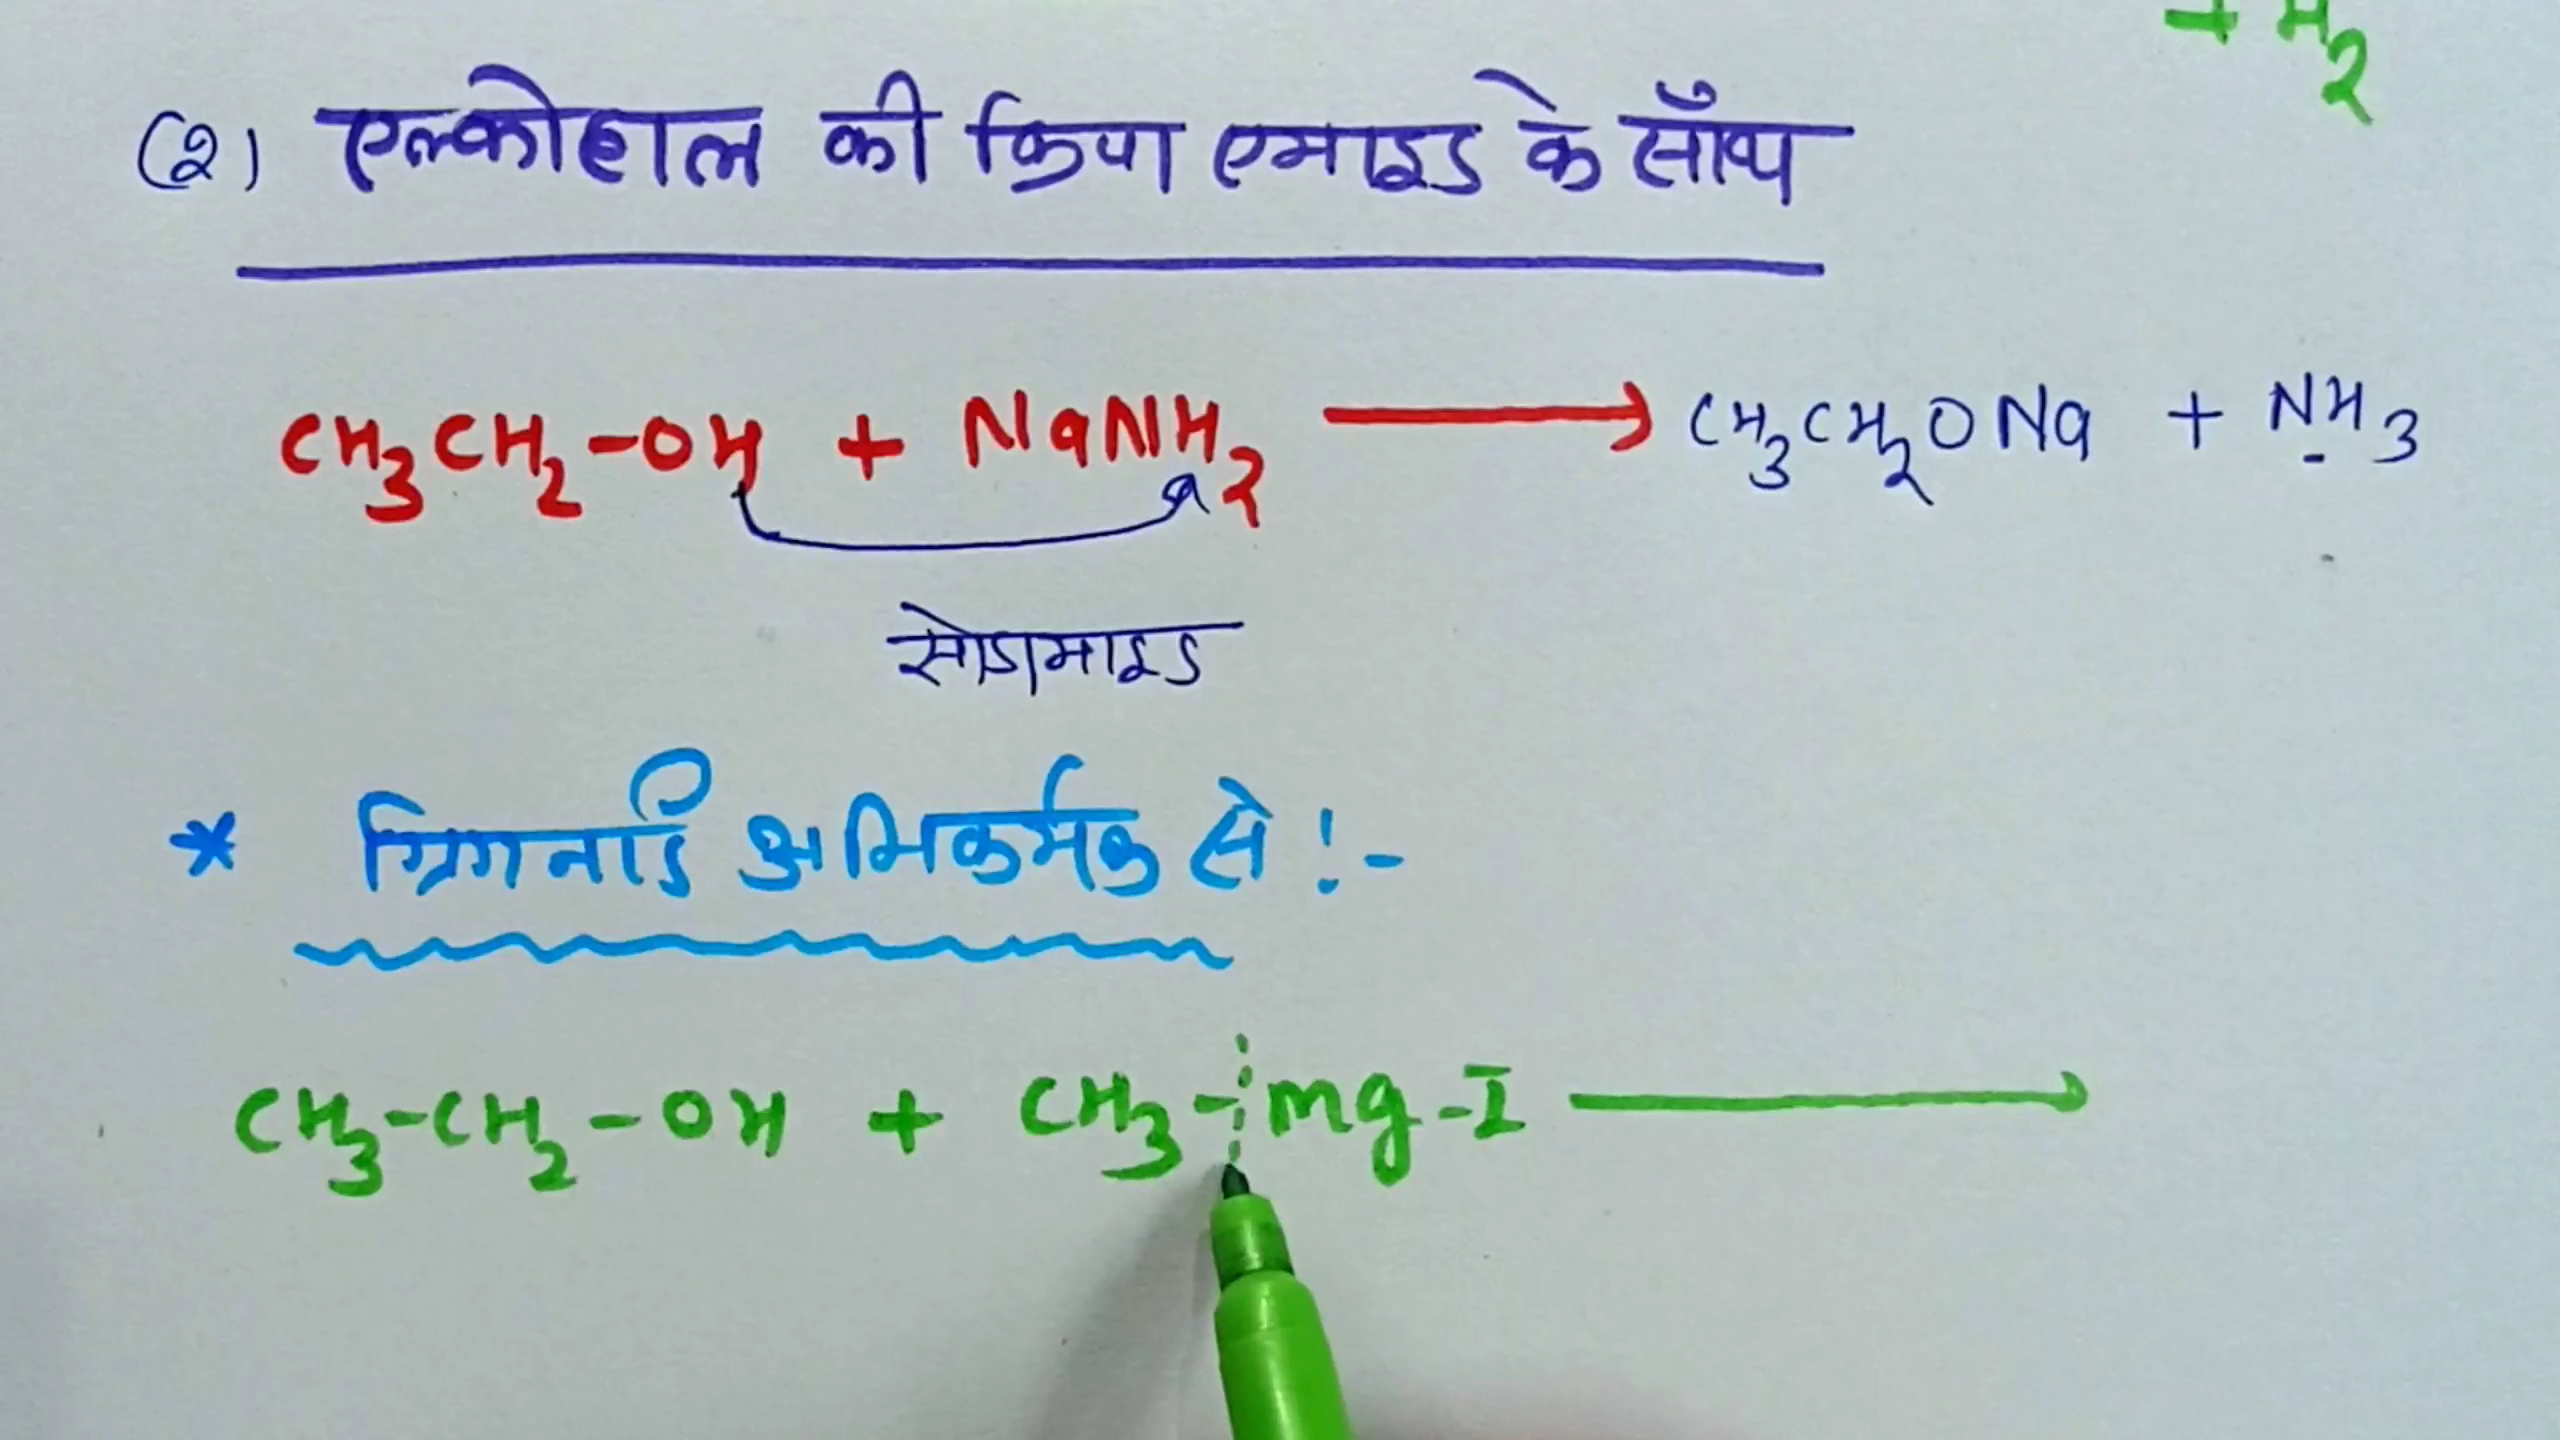 + H₂
(2) एल्कोहाल की क्रिया एमाइड के साँथ
CH₃CH₂-OH + NaNH₂ → CH₃CH₂ONa + NH₃
सोडामाइड
* ग्रिगनार्ड अभिकर्मक से :-
CH₃-CH₂-OH + CH₃-mg-I →